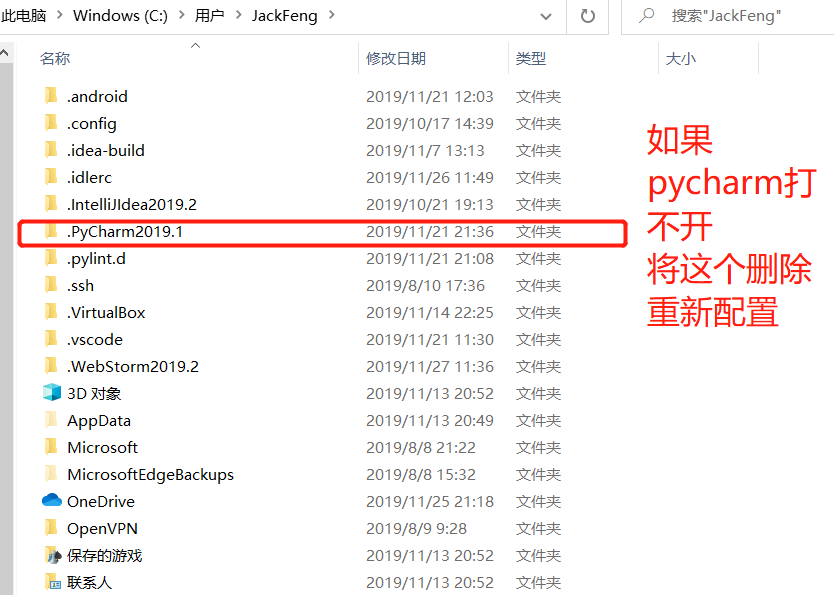 此电脑 > Windows (C:) > 用户 > JackFeng >
搜索"JackFeng"
名称 修改日期 类型 大小
.android 2019/11/21 12:03 文件夹
.config 2019/10/17 14:39 文件夹
.idea-build 2019/11/7 13:13 文件夹
.idlerc 2019/11/26 11:49 文件夹
.IntelliJIdea2019.2 2019/10/21 19:13 文件夹
.PyCharm2019.1 2019/11/21 21:36 文件夹
.pylint.d 2019/11/21 21:08 文件夹
.ssh 2019/8/10 17:36 文件夹
.VirtualBox 2019/11/14 22:25 文件夹
.vscode 2019/11/21 11:30 文件夹
.WebStorm2019.2 2019/11/27 11:36 文件夹
3D 对象 2019/11/13 20:52 文件夹
AppData 2019/11/13 20:49 文件夹
Microsoft 2019/8/8 21:22 文件夹
MicrosoftEdgeBackups 2019/8/8 15:32 文件夹
OneDrive 2019/11/25 21:18 文件夹
OpenVPN 2019/8/9 9:28 文件夹
保存的游戏 2019/11/13 20:52 文件夹
联系人 2019/11/13 20:52 文件夹
如果
pycharm打
不开
将这个删除
重新配置